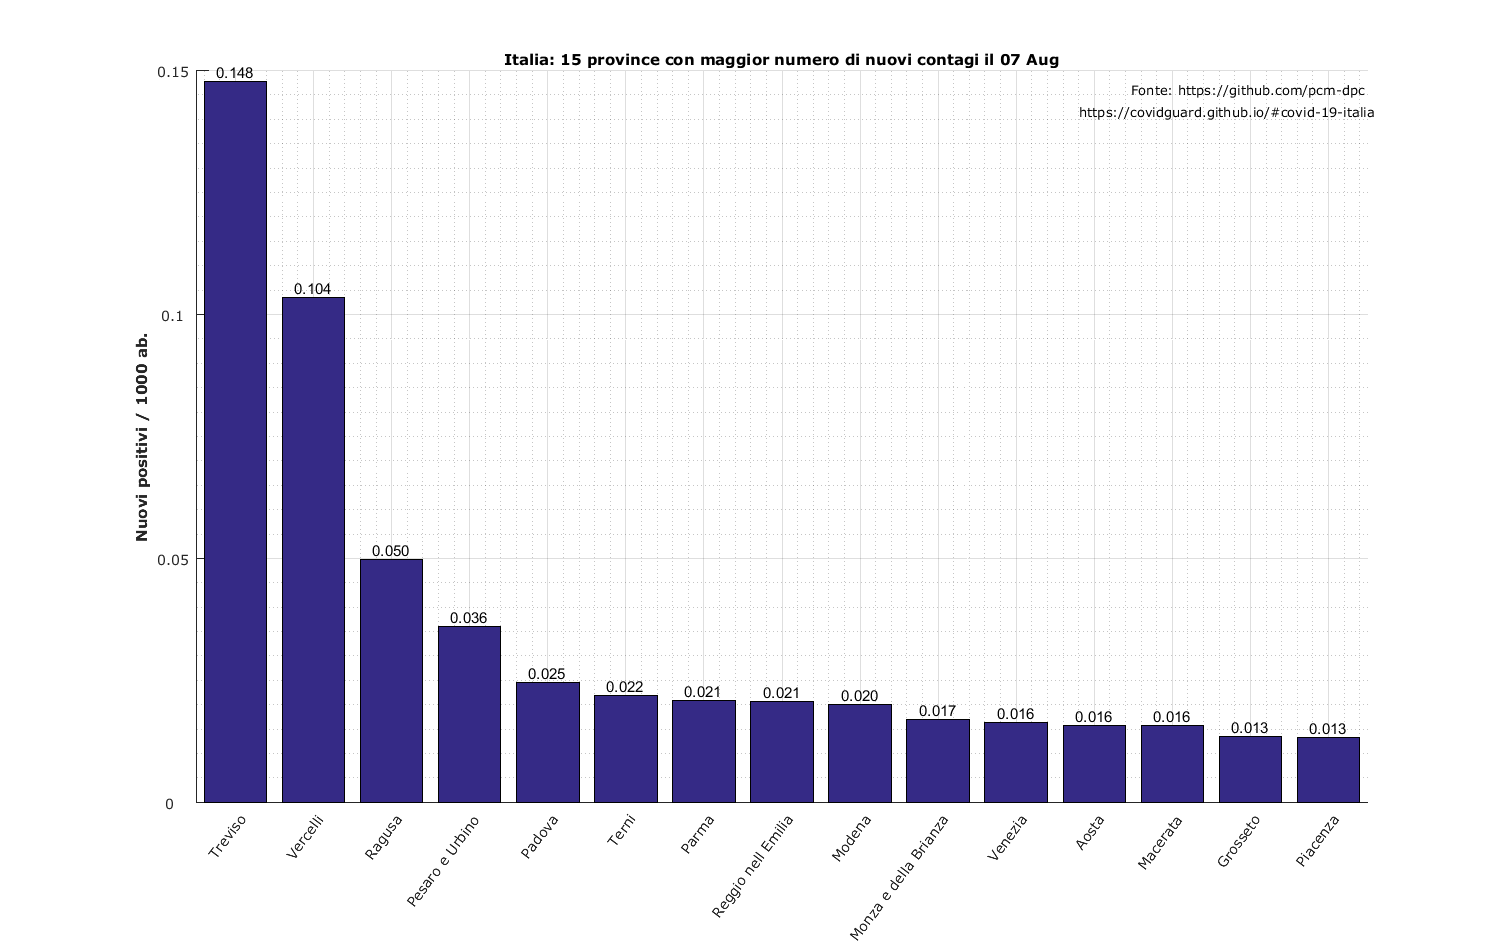 Italia: 15 province con maggior numero di nuovi contagi il 07 Aug
Fonte: https://github.com/pcm-dpc
https://covidguard.github.io/#covid-19-italia
Nuovi positivi / 1000 ab.
0.15
0.1
0.05
0
0.148
0.104
0.050
0.036
0.025
0.022
0.021
0.021
0.020
0.017
0.016
0.016
0.016
0.013
0.013
Treviso
Vercelli
Ragusa
Pesaro e Urbino
Padova
Terni
Parma
Reggio nell Emilia
Modena
Monza e della Brianza
Venezia
Aosta
Macerata
Grosseto
Piacenza